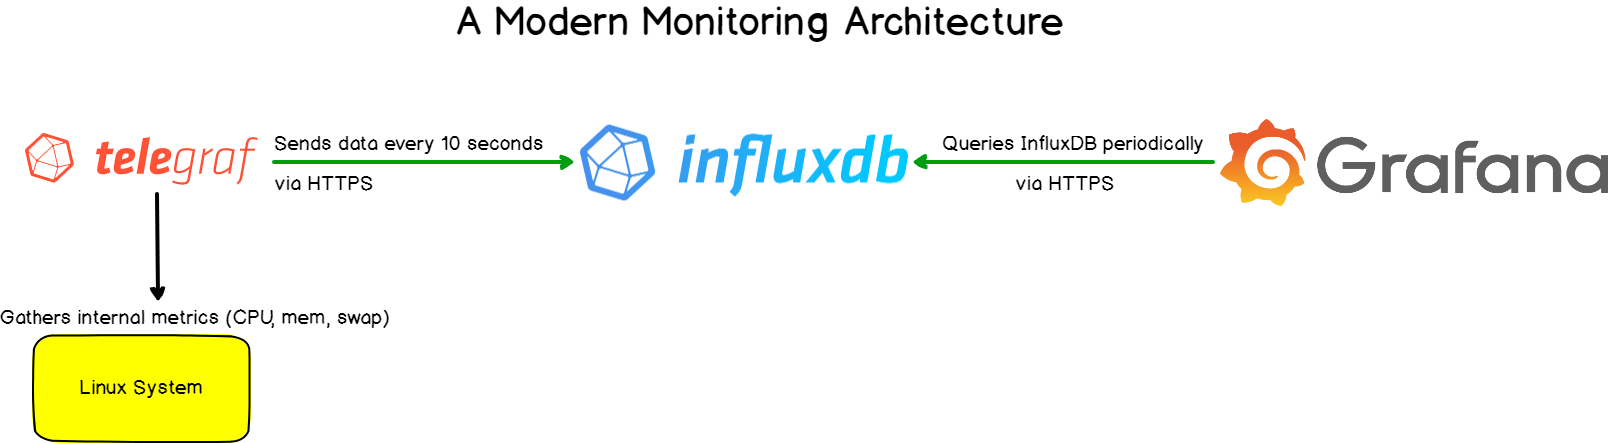 A Modern Monitoring Architecture
telegraf
Sends data every 10 seconds
via HTTPS
influxdb
Queries InfluxDB periodically
via HTTPS
Grafana
Gathers internal metrics (CPU, mem, swap)
Linux System